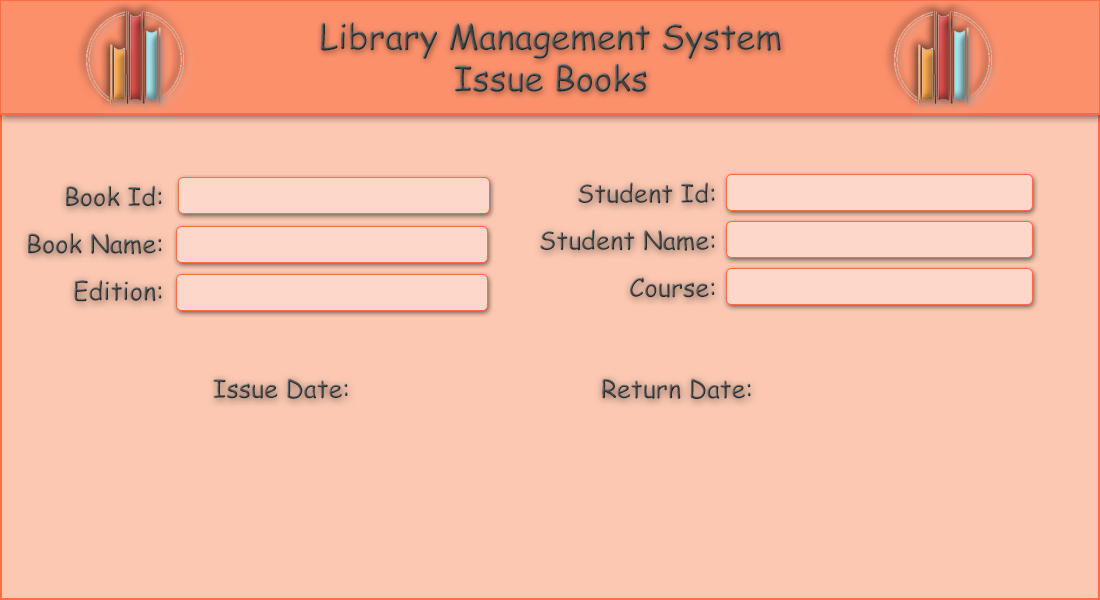 Library Management System
Issue Books
Book Id:
Student Id:
Book Name:
Student Name:
Edition:
Course:
Issue Date:
Return Date: